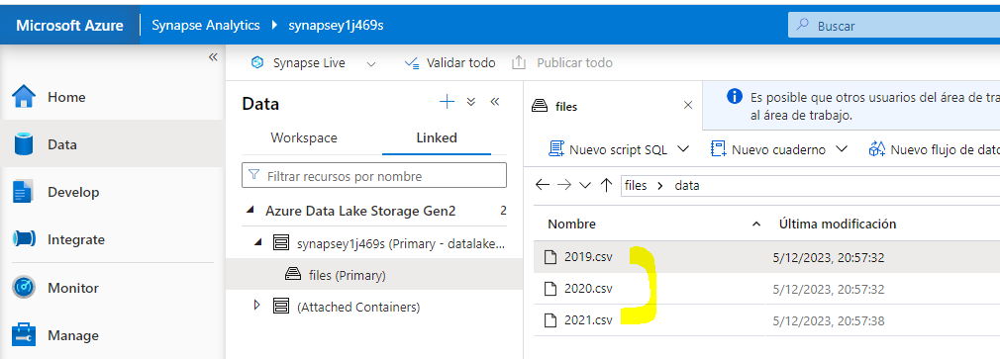 Microsoft Azure Synapse Analytics synapsey1j469s Buscar
«
Synapse Live Validar todo Publicar todo
Home
Data
Develop
Integrate
Monitor
Manage
Data
Workspace Linked
Filtrar recursos por nombre
Azure Data Lake Storage Gen2 2
synapsey1j469s (Primary - datalake...
files (Primary)
(Attached Containers)
files
Es posible que otros usuarios del área de tra
al área de trabajo.
Nuevo script SQL Nuevo cuaderno Nuevo flujo de dato
files data
Nombre Última modificación
2019.csv 5/12/2023, 20:57:32
2020.csv 5/12/2023, 20:57:32
2021.csv 5/12/2023, 20:57:38